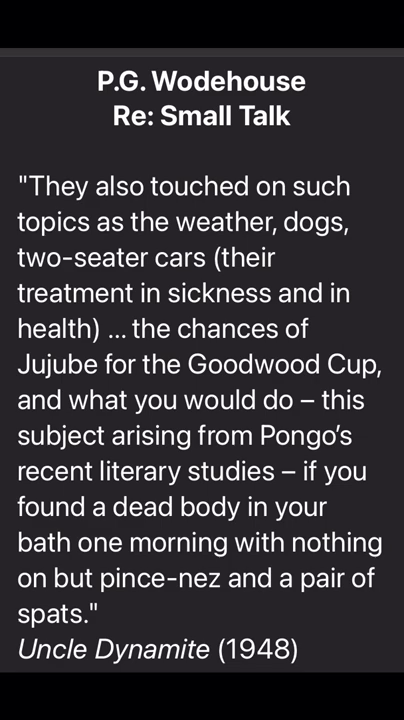 P.G. Wodehouse
Re: Small Talk
"They also touched on such
topics as the weather, dogs,
two-seater cars (their
treatment in sickness and in
health) ... the chances of
Jujube for the Goodwood Cup,
and what you would do – this
subject arising from Pongo’s
recent literary studies – if you
found a dead body in your
bath one morning with nothing
on but pince-nez and a pair of
spats."
Uncle Dynamite (1948)